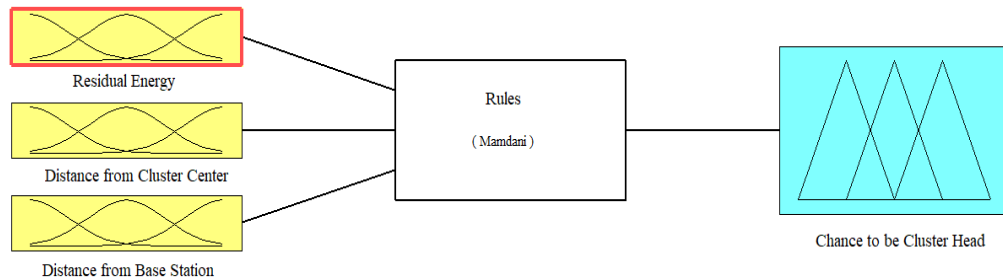 Residual Energy
Distance from Cluster Center
Distance from Base Station
Rules
( Mamdani )
Chance to be Cluster Head